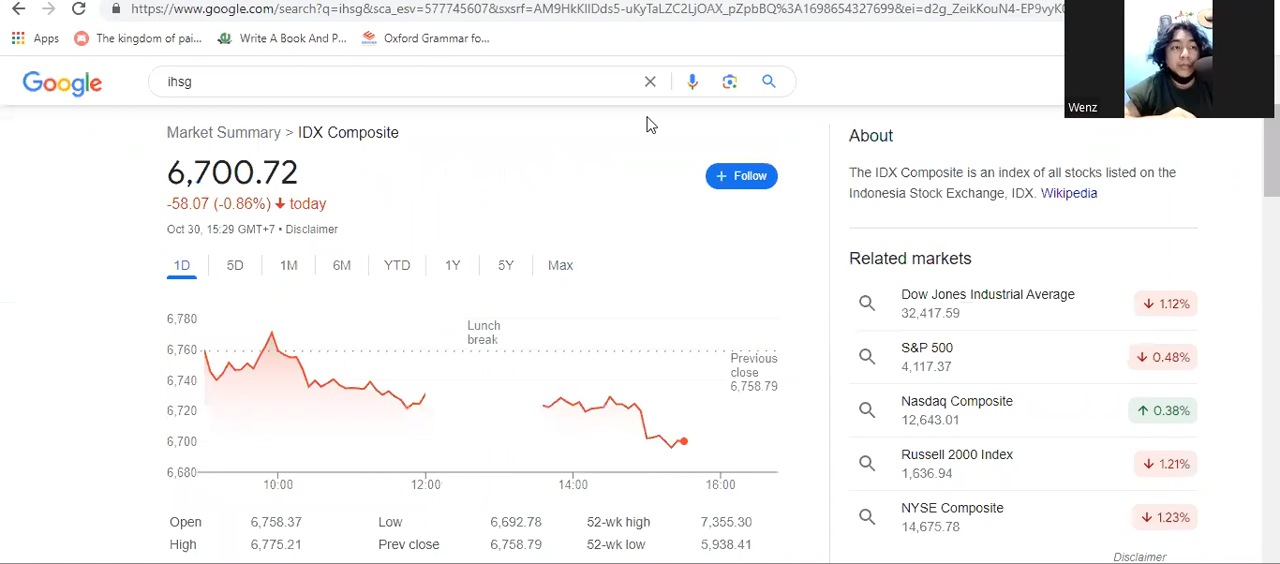 https://www.google.com/search?q=ihsg&sca_esv=577745607&sxsrf=AM9HkKllDds5-uKyTaLZC2LjOAX_pZpbBQ%3A1698654327699&ei=d2g_ZeikKouN4-EP9vyK
Apps
The kingdom of pai...
Write A Book And P...
Oxford Grammar fo...
Wenz
Google
ihsg
Market Summary > IDX Composite
6,700.72
Follow
-58.07 (-0.86%) ↓ today
Oct 30, 15:29 GMT+7 • Disclaimer
1D 5D 1M 6M YTD 1Y 5Y Max
6,780
6,760
6,740
6,720
6,700
6,680
Lunch
break
Previous
close
6,758.79
10:00 12:00 14:00 16:00
Open 6,758.37 Low 6,692.78 52-wk high 7,355.30
High 6,775.21 Prev close 6,758.79 52-wk low 5,938.41
About
The IDX Composite is an index of all stocks listed on the
Indonesia Stock Exchange, IDX. Wikipedia
Related markets
Dow Jones Industrial Average
32,417.59
↓ 1.12%
S&P 500
4,117.37
↓ 0.48%
Nasdaq Composite
12,643.01
↑ 0.38%
Russell 2000 Index
1,636.94
↓ 1.21%
NYSE Composite
14,675.78
↓ 1.23%
Disclaimer